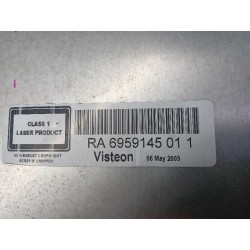 CLASS 1
LASER PRODUCT
RA 6959145 01 1
Visteon 06 May 2005